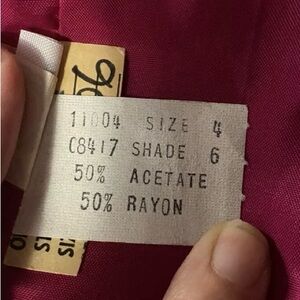 11004 SIZE 4
C8417 SHADE 6
50% ACETATE
50% RAYON